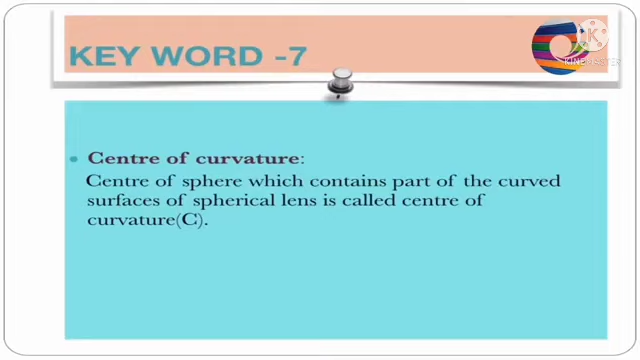 KEY WORD -7
KINEMASTER
Centre of curvature:
Centre of sphere which contains part of the curved
surfaces of spherical lens is called centre of
curvature(C).